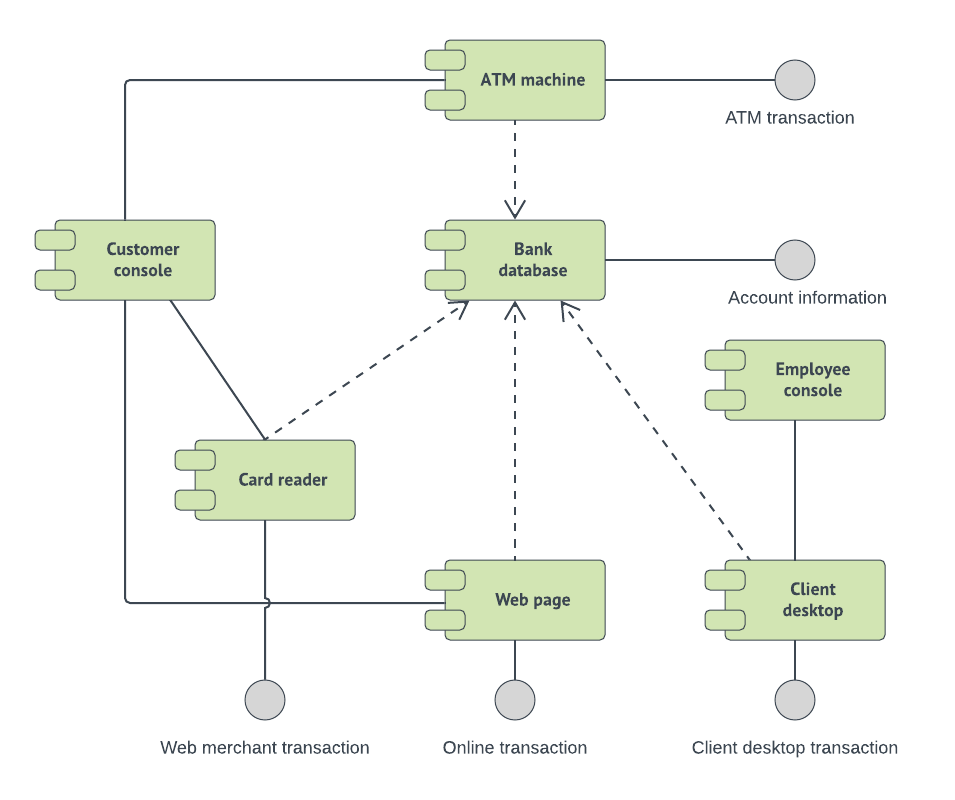 ATM machine
ATM transaction
Customer
console
Bank
database
Account information
Employee
console
Card reader
Web page
Client
desktop
Web merchant transaction
Online transaction
Client desktop transaction